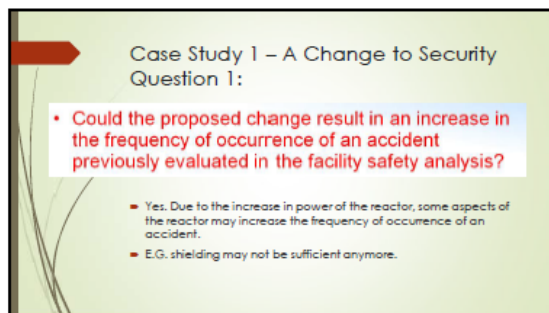 Case Study 1 – A Change to Security
Question 1:
• Could the proposed change result in an increase in
the frequency of occurrence of an accident
previously evaluated in the facility safety analysis?
Yes. Due to the increase in power of the reactor, some aspects of
the reactor may increase the frequency of occurrence of an
accident.
E.G. shielding may not be sufficient anymore.